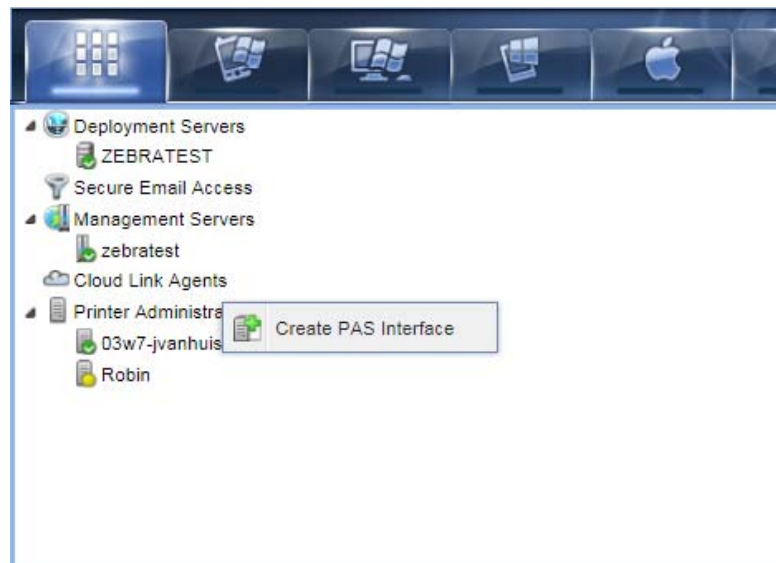 Deployment Servers
ZEBRATEST
Secure Email Access
Management Servers
zebratest
Cloud Link Agents
Printer Administra
Create PAS Interface
03w7-jvanhuis
Robin